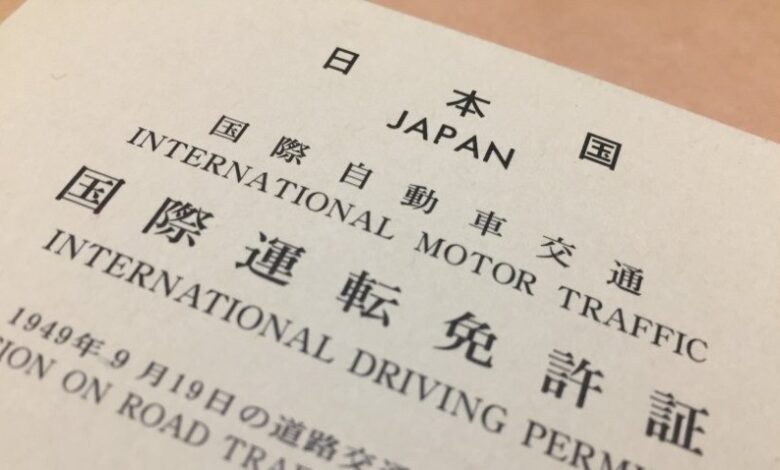 日本国
JAPAN
国際自動車交通
INTERNATIONAL MOTOR TRAFFIC
国際運転免許証
INTERNATIONAL DRIVING
1949年9月19日の道路交
ON ROAD